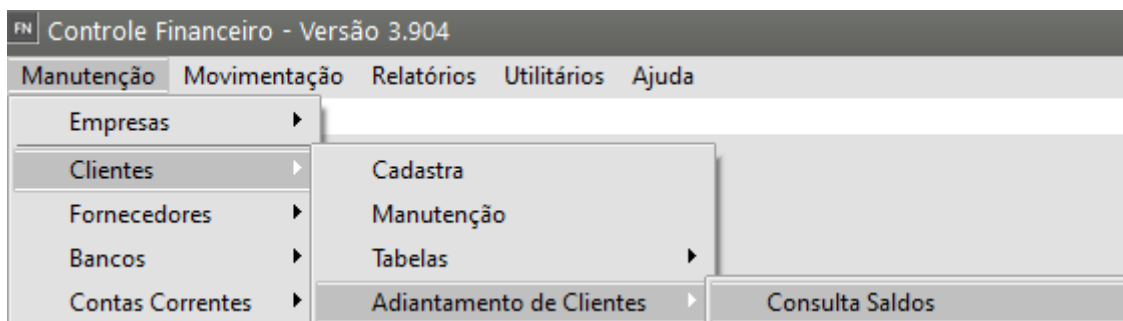 FN Controle Financeiro - Versão 3.904
Manutenção Movimentação Relatórios Utilitários Ajuda
Empresas
Clientes Cadastra
Fornecedores Manutenção
Bancos Tabelas
Contas Correntes Adiantamento de Clientes Consulta Saldos